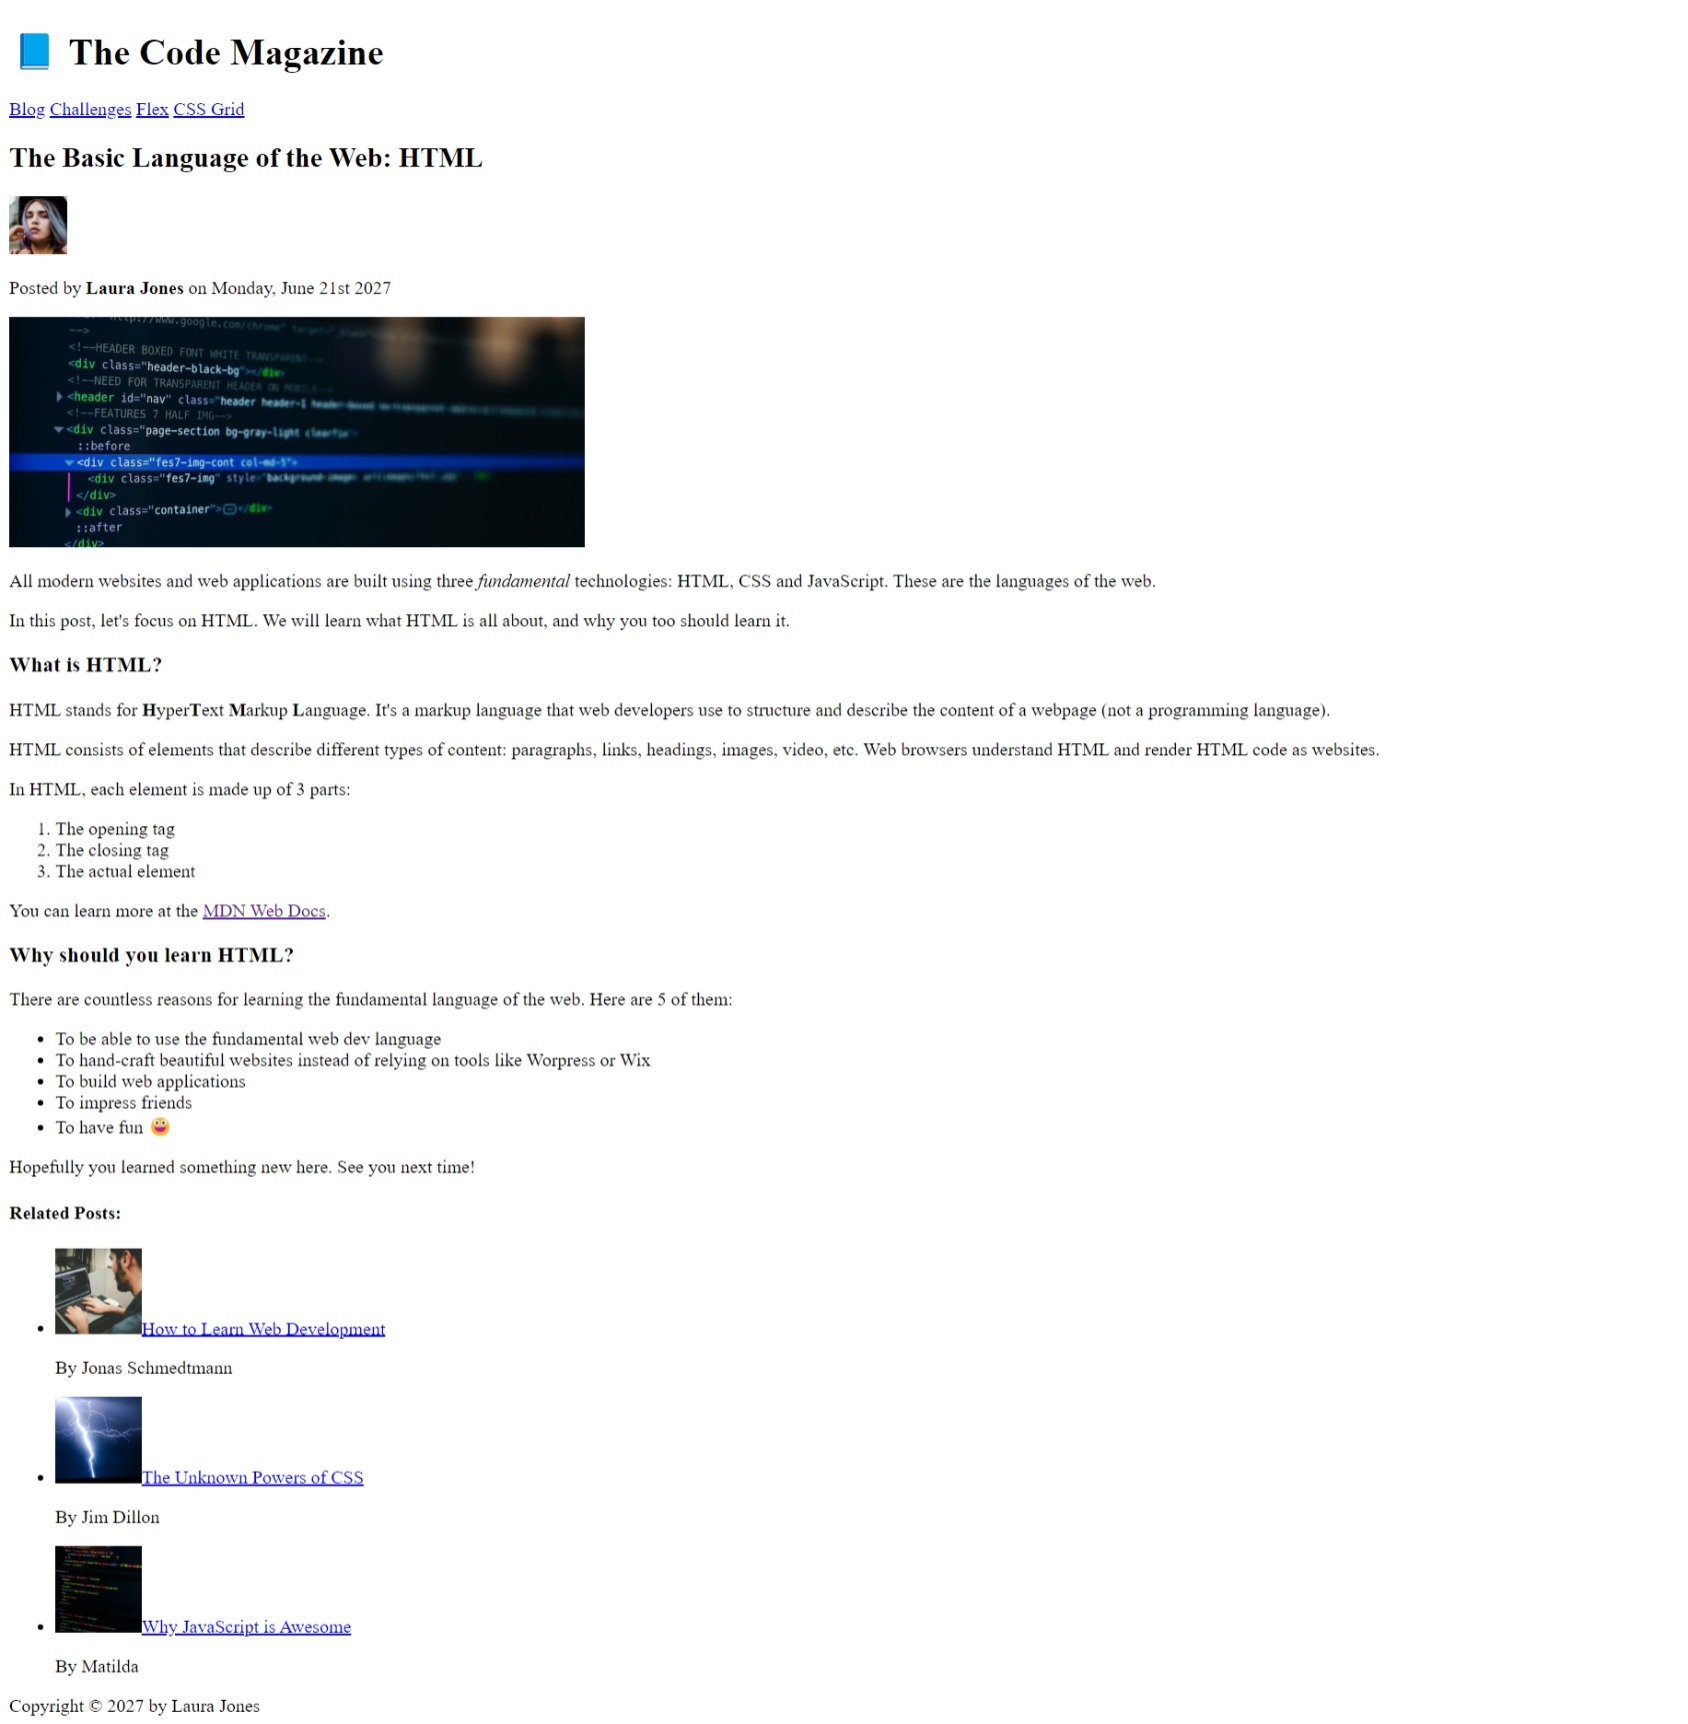 📘 The Code Magazine
Blog Challenges Flex CSS Grid
The Basic Language of the Web: HTML
Posted by Laura Jones on Monday, June 21st 2027
-->
<!--HEADER BOXED FONT WHITE TRANSPARENT-->
<div class="header-black-bg"></div>
<!--NEED FOR TRANSPARENT HEADER ON MOBILE-->
<header id="nav" class="header header-1
<!--FEATURES 7 HALF IMG-->
<div class="page-section bg-gray-light clearfix">
::before
<div class="fes7-img-cont col-md-5">
<div class="fes7-img" style="background-image:
</div>
<div class="container"></div>
::after
</div>
All modern websites and web applications are built using three fundamental technologies: HTML, CSS and JavaScript. These are the languages of the web.
In this post, let's focus on HTML. We will learn what HTML is all about, and why you too should learn it.
What is HTML?
HTML stands for HyperText Markup Language. It's a markup language that web developers use to structure and describe the content of a webpage (not a programming language).
HTML consists of elements that describe different types of content: paragraphs, links, headings, images, video, etc. Web browsers understand HTML and render HTML code as websites.
In HTML, each element is made up of 3 parts:
1. The opening tag
2. The closing tag
3. The actual element
You can learn more at the MDN Web Docs.
Why should you learn HTML?
There are countless reasons for learning the fundamental language of the web. Here are 5 of them:
• To be able to use the fundamental web dev language
• To hand-craft beautiful websites instead of relying on tools like Worpress or Wix
• To build web applications
• To impress friends
• To have fun 😀
Hopefully you learned something new here. See you next time!
Related Posts:
• How to Learn Web Development
By Jonas Schmedtmann
• The Unknown Powers of CSS
By Jim Dillon
• Why JavaScript is Awesome
By Matilda
Copyright © 2027 by Laura Jones